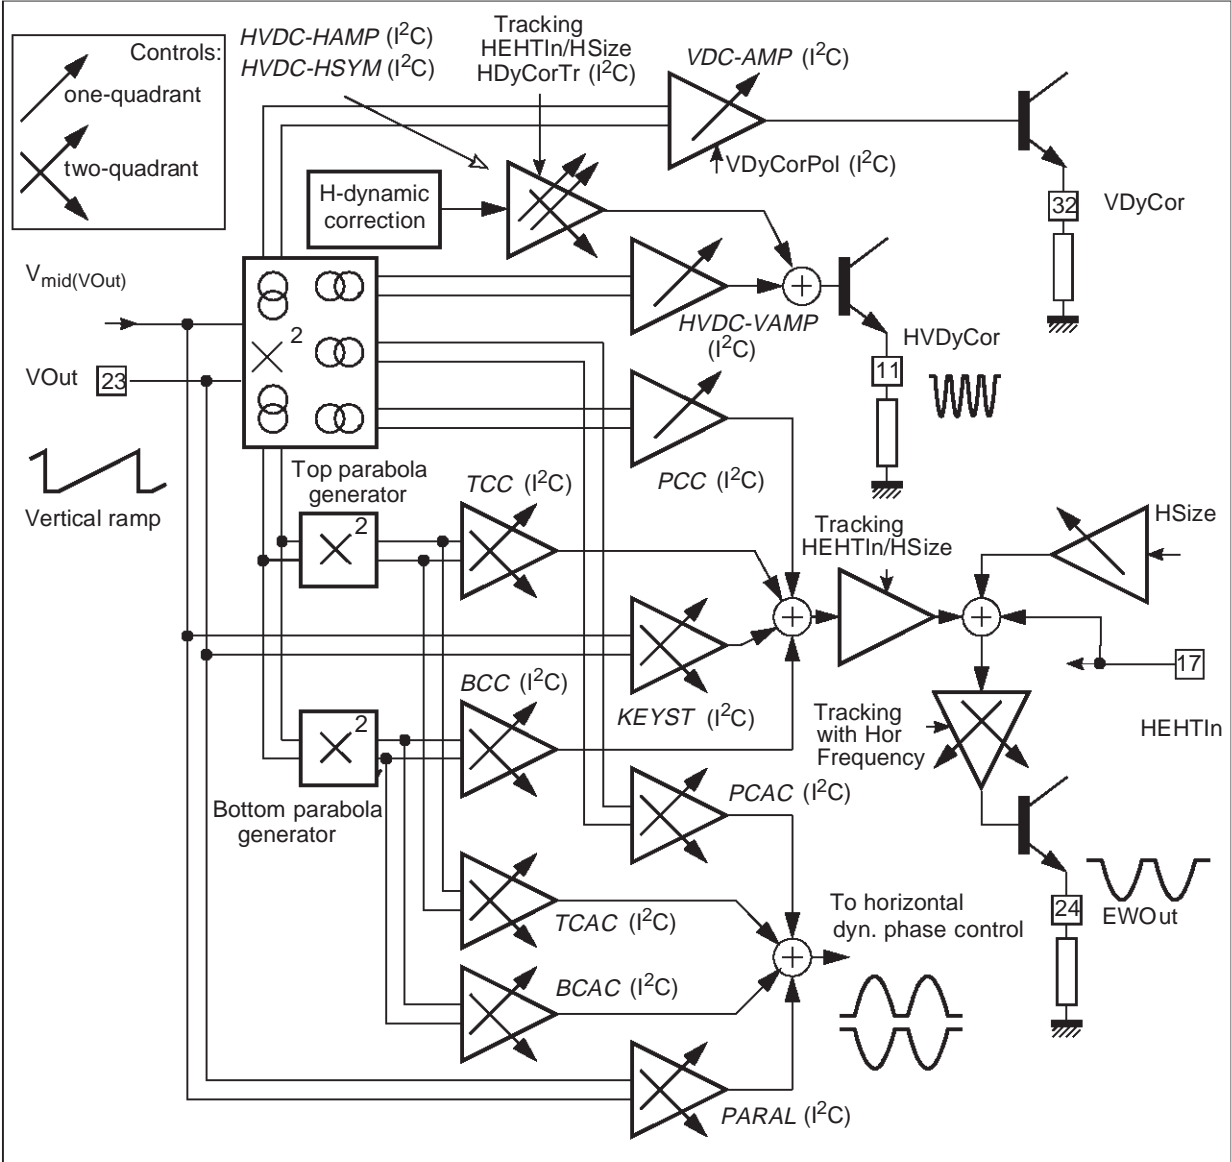 Controls:
one-quadrant
two-quadrant
HVDC-HAMP (I2C)
HVDC-HSYM (I2C)
Tracking
HEHTIn/HSize
HDyCorTr (I2C)
VDC-AMP (I2C)
VDyCorPol (I2C)
32
VDyCor
H-dynamic
correction
Vmid(VOut)
2
VOut
23
HVDC-VAMP
(I2C)
HVDyCor
11
Vertical ramp
Top parabola
generator
2
TCC (I2C)
PCC (I2C)
Tracking
HEHTIn/HSize
HSize
17
HEHTIn
BCC (I2C)
KEYST (I2C)
2
Bottom parabola
generator
Tracking
with Hor
Frequency
PCAC (I2C)
TCAC (I2C)
To horizontal
dyn. phase control
24
EWOut
BCAC (I2C)
PARAL (I2C)